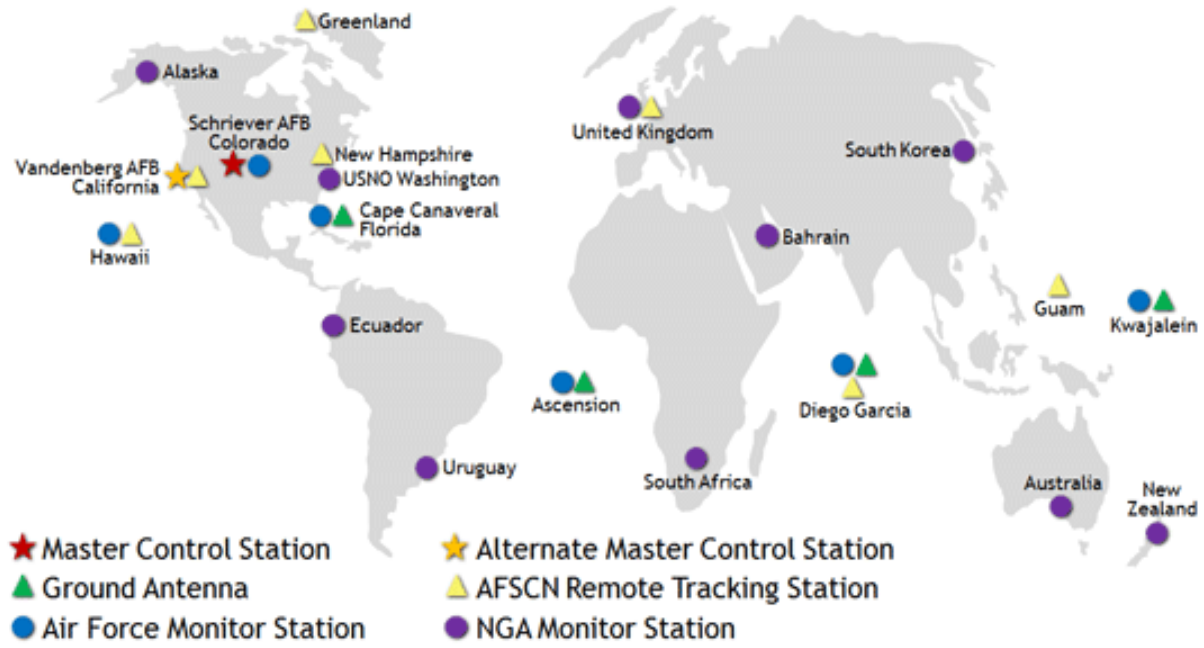 Greenland
Alaska
Schriever AFB
Colorado
Vandenberg AFB
California
New Hampshire
USNO Washington
Cape Canaveral
Florida
Hawaii
United Kingdom
South Korea
Bahrain
Guam
Kwajalein
Ecuador
Ascension
Diego Garcia
Uruguay
South Africa
Australia
New
Zealand
Master Control Station
Alternate Master Control Station
Ground Antenna
AFSCN Remote Tracking Station
Air Force Monitor Station
NGA Monitor Station